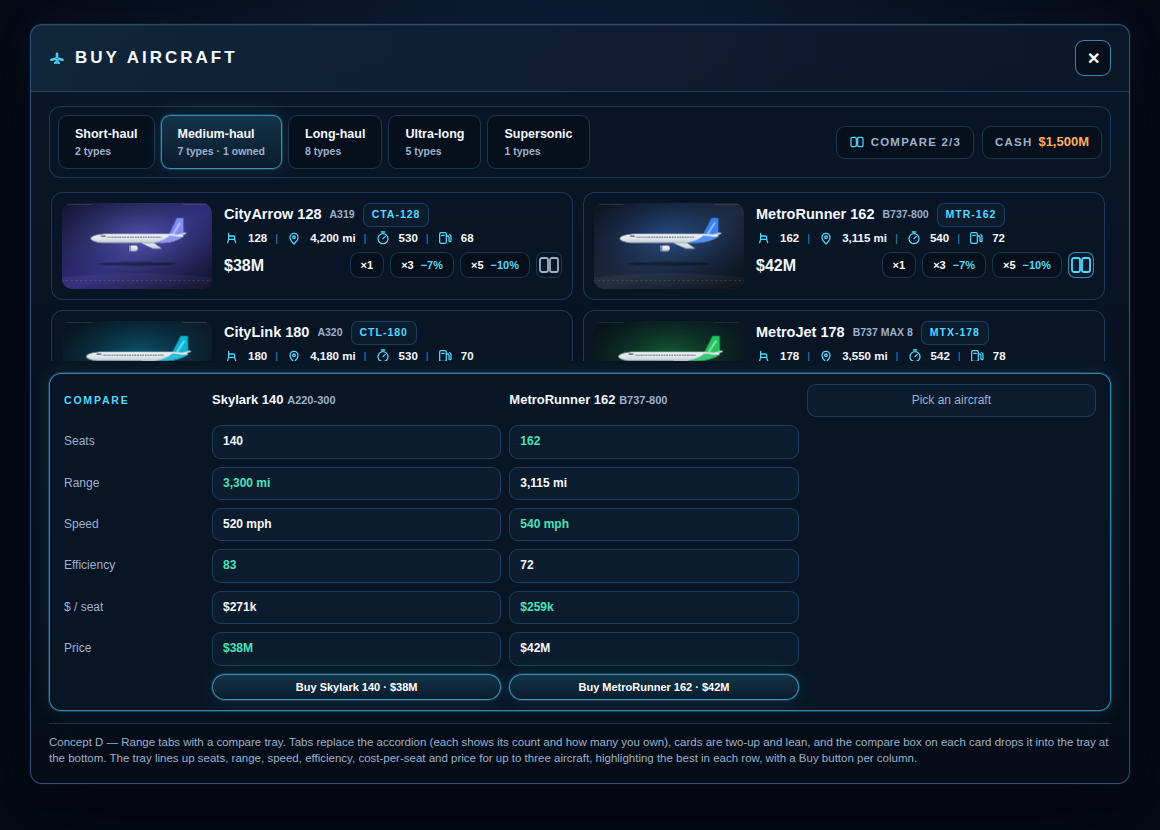 BUY AIRCRAFT
✕
Short-haul
2 types
Medium-haul
7 types · 1 owned
Long-haul
8 types
Ultra-long
5 types
Supersonic
1 types
COMPARE 2/3
CASH $1,500M
CityArrow 128 A319 CTA-128
128 | 4,200 mi | 530 | 68
$38M ×1 ×3 −7% ×5 −10%
MetroRunner 162 B737-800 MTR-162
162 | 3,115 mi | 540 | 72
$42M ×1 ×3 −7% ×5 −10%
CityLink 180 A320 CTL-180
180 | 4,180 mi | 530 | 70
MetroJet 178 B737 MAX 8 MTX-178
178 | 3,550 mi | 542 | 78
COMPARE Skylark 140 A220-300 MetroRunner 162 B737-800 Pick an aircraft
Seats 140 162
Range 3,300 mi 3,115 mi
Speed 520 mph 540 mph
Efficiency 83 72
$ / seat $271k $259k
Price $38M $42M
Buy Skylark 140 · $38M Buy MetroRunner 162 · $42M
Concept D — Range tabs with a compare tray. Tabs replace the accordion (each shows its count and how many you own), cards are two-up and lean, and the compare box on each card drops it into the tray at
the bottom. The tray lines up seats, range, speed, efficiency, cost-per-seat and price for up to three aircraft, highlighting the best in each row, with a Buy button per column.